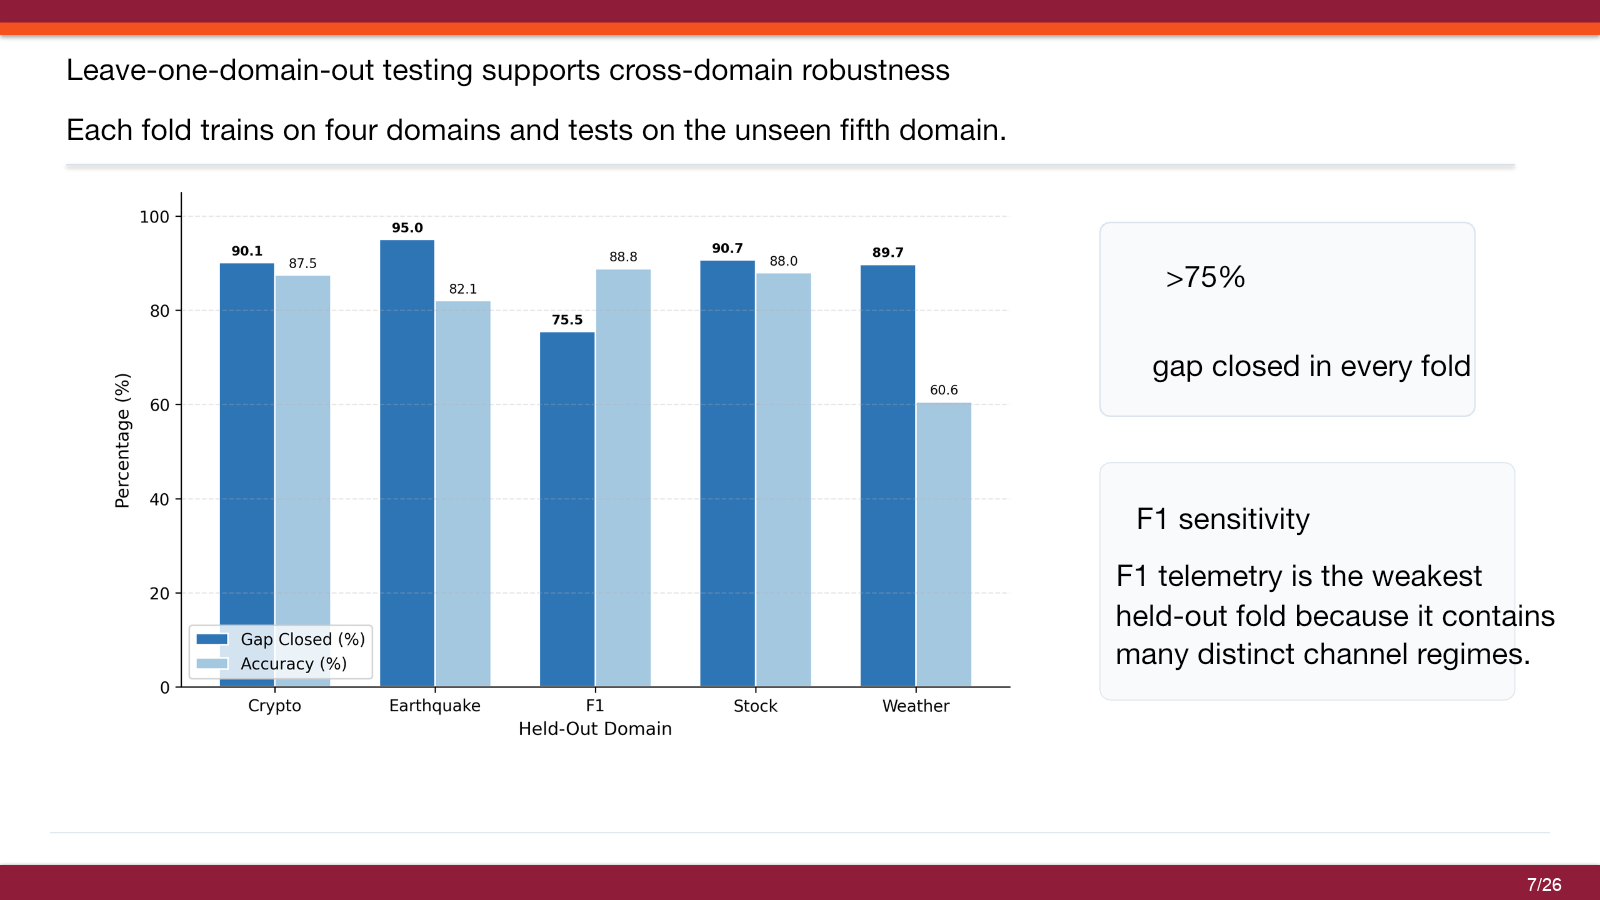 Leave-one-domain-out testing supports cross-domain robustness
Each fold trains on four domains and tests on the unseen fifth domain.
100
80
60
40
20
0
Percentage (%)
90.1
87.5
95.0
82.1
75.5
88.8
90.7
88.0
89.7
60.6
Gap Closed (%)
Accuracy (%)
Crypto
Earthquake
F1
Stock
Weather
Held-Out Domain
>75%
gap closed in every fold
F1 sensitivity
F1 telemetry is the weakest
held-out fold because it contains
many distinct channel regimes.
7/26